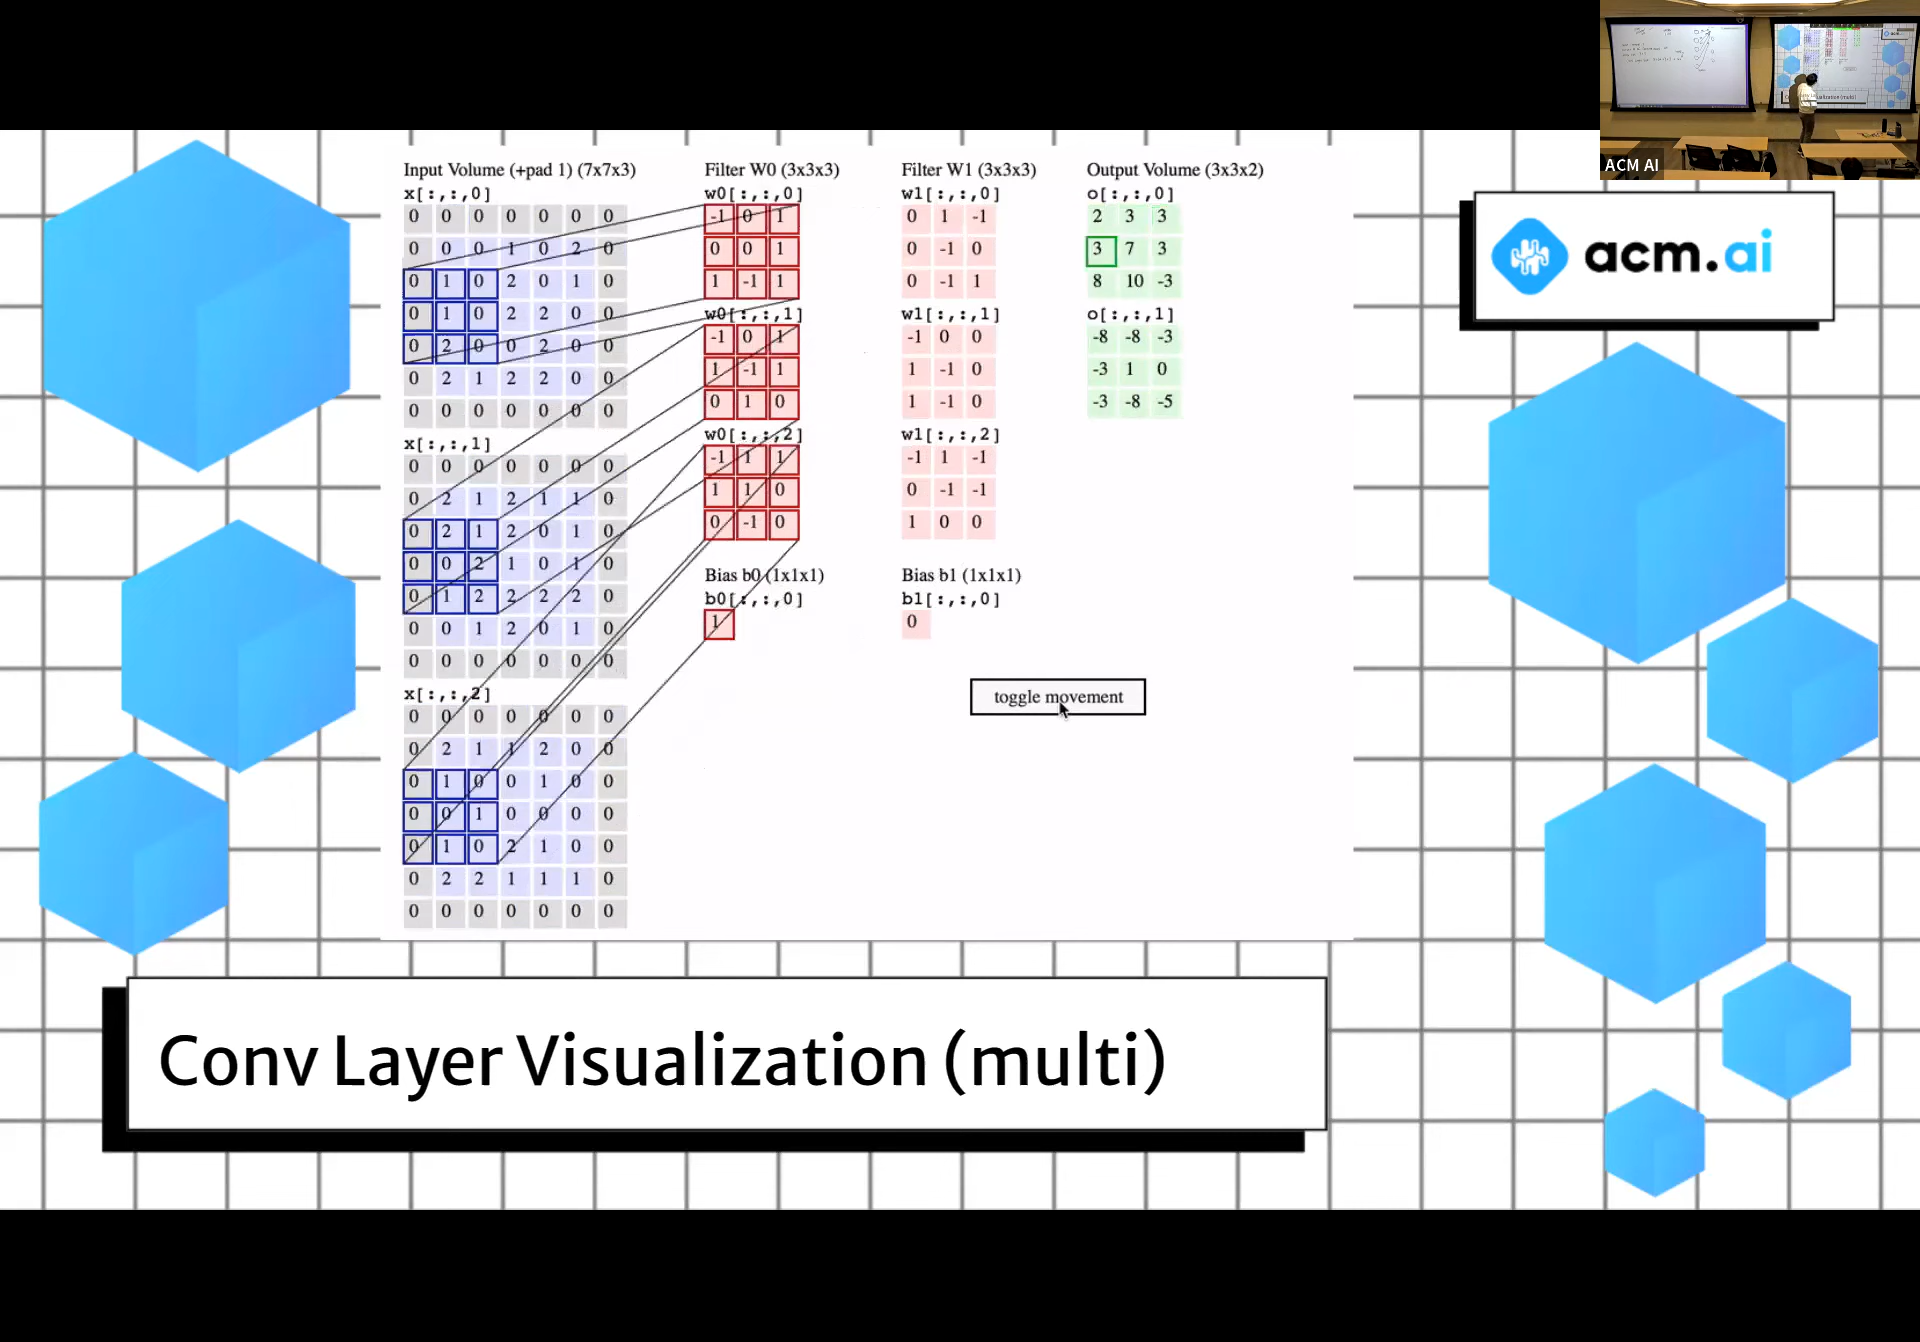 Input Volume (+pad 1) (7x7x3)
x[:,:,0]
0 0 0 0 0 0 0
0 0 0 1 0 2 0
0 1 0 2 0 1 0
0 1 0 2 2 0 0
0 2 0 0 2 0 0
0 2 1 2 2 0 0
0 0 0 0 0 0 0
x[:,:,1]
0 0 0 0 0 0 0
0 2 1 2 1 1 0
0 2 1 2 0 1 0
0 0 2 1 0 1 0
0 1 2 2 2 2 0
0 0 1 2 0 1 0
0 0 0 0 0 0 0
x[:,:,2]
0 0 0 0 0 0 0
0 2 1 1 2 0 0
0 1 0 0 1 0 0
0 0 1 0 0 0 0
0 1 0 2 1 0 0
0 2 2 1 1 1 0
0 0 0 0 0 0 0
Filter W0 (3x3x3)
w0[:,:,0]
-1 0 1
0 0 1
1 -1 1
w0[:,:,1]
-1 0 1
1 -1 1
0 1 0
w0[:,:,2]
-1 1 1
1 1 0
0 -1 0
Bias b0 (1x1x1)
b0[:,:,0]
1
Filter W1 (3x3x3)
w1[:,:,0]
0 1 -1
0 -1 0
0 -1 1
w1[:,:,1]
-1 0 0
1 -1 0
1 -1 0
w1[:,:,2]
-1 1 -1
0 -1 -1
1 0 0
Bias b1 (1x1x1)
b1[:,:,0]
0
Output Volume (3x3x2)
o[:,:,0]
2 3 3
3 7 3
8 10 -3
o[:,:,1]
-8 -8 -3
-3 1 0
-3 -8 -5
toggle movement
acm.ai
ACM AI
Conv Layer Visualization (multi)